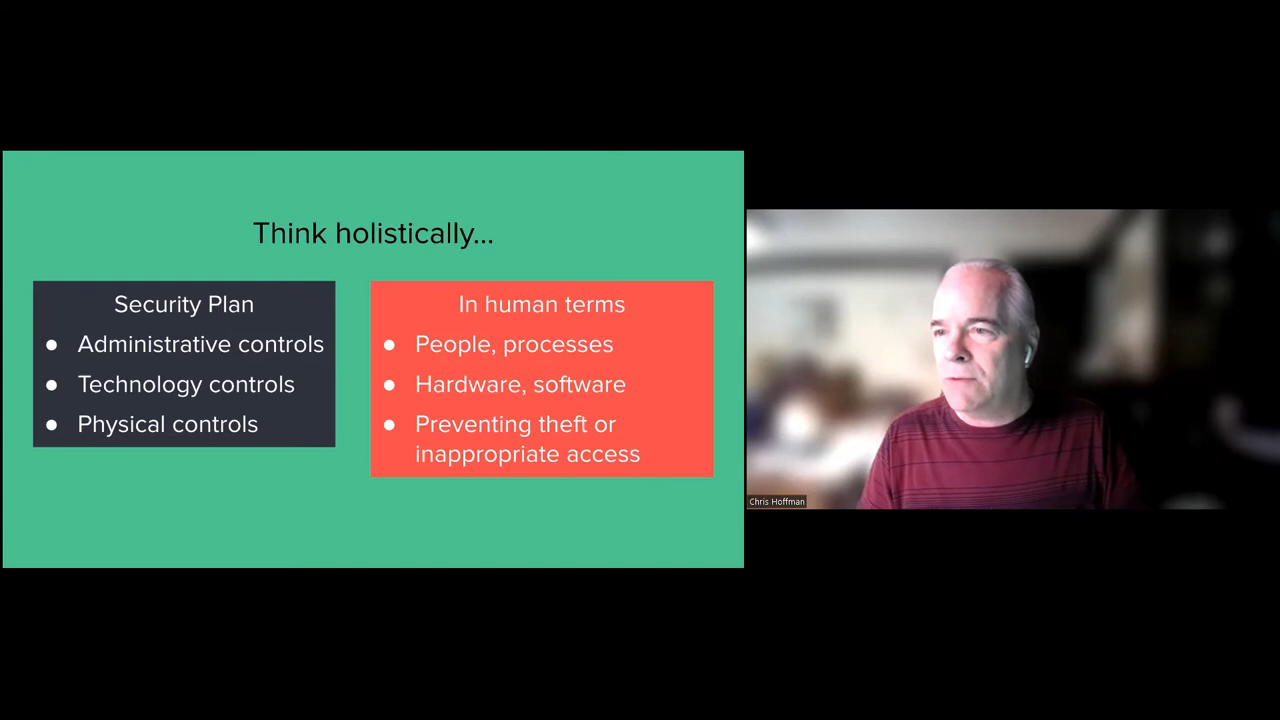 Think holistically...
Security Plan
● Administrative controls
● Technology controls
● Physical controls
In human terms
● People, processes
● Hardware, software
● Preventing theft or
inappropriate access
Chris Hoffman